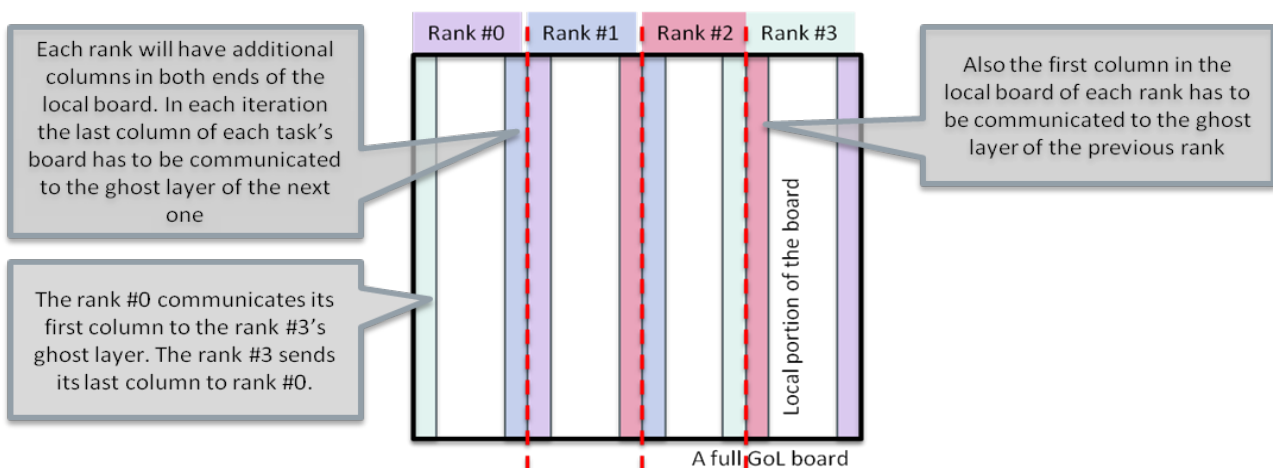 Rank #0
Rank #1
Rank #2
Rank #3
Each rank will have additional
columns in both ends of the
local board. In each iteration
the last column of each task's
board has to be communicated
to the ghost layer of the next
one
Also the first column in the
local board of each rank has to
be communicated to the ghost
layer of the previous rank
The rank #0 communicates its
first column to the rank #3's
ghost layer. The rank #3 sends
its last column to rank #0.
Local portion of the board
A full GoL board